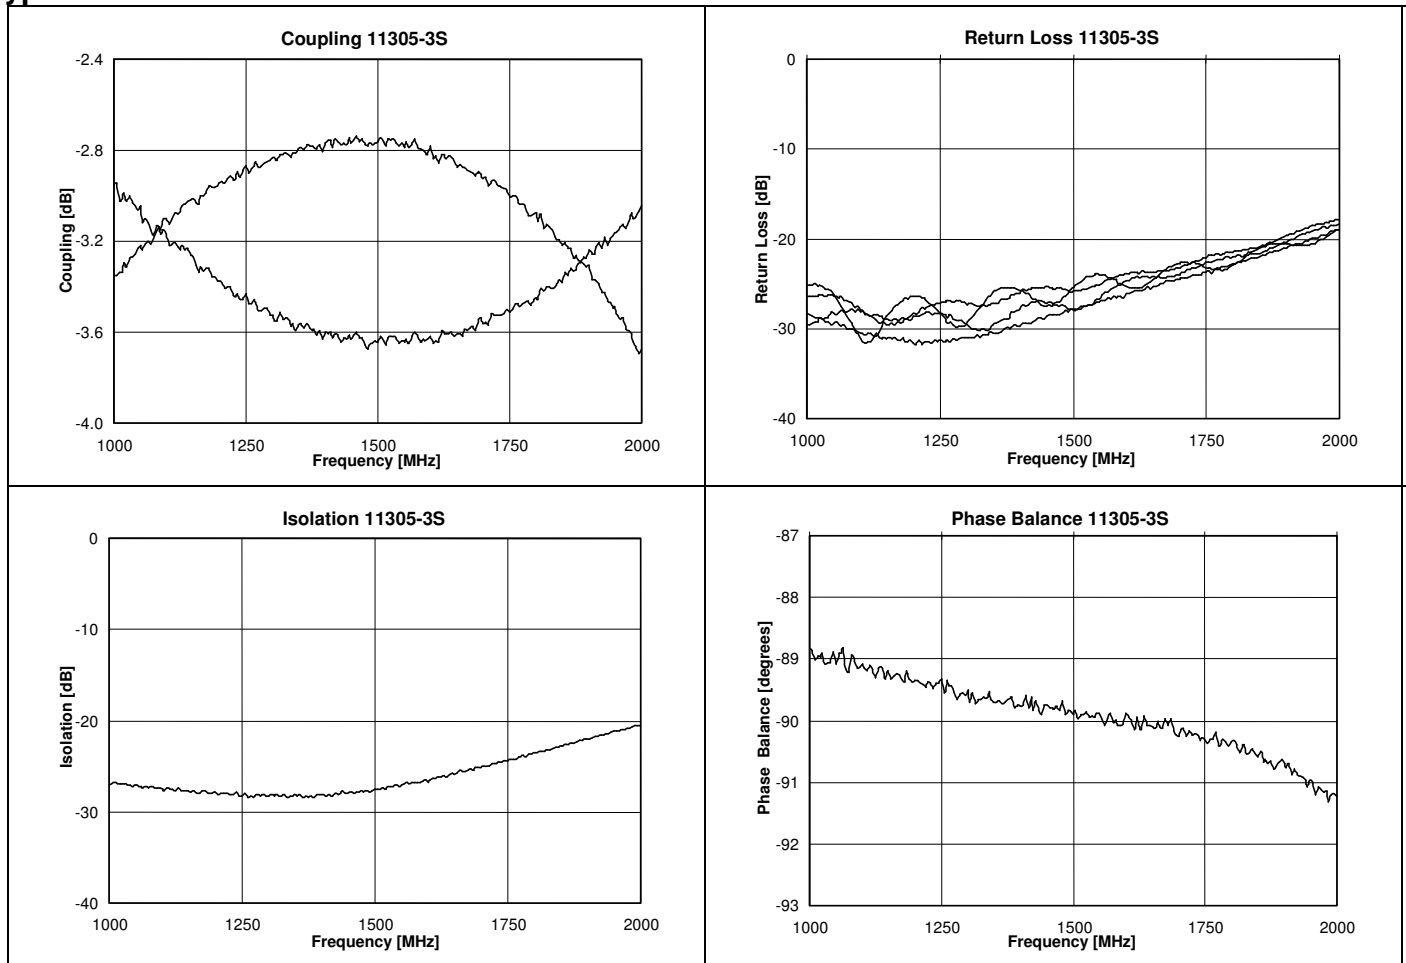 Coupling 11305-3S
-2.4
-2.8
-3.2
-3.6
-4.0
Coupling [dB]
1000 1250 1500 1750 2000
Frequency [MHz]
Return Loss 11305-3S
0
-10
-20
-30
-40
Return Loss [dB]
1000 1250 1500 1750 2000
Frequency [MHz]
Isolation 11305-3S
0
-10
-20
-30
-40
Isolation [dB]
1000 1250 1500 1750 2000
Frequency [MHz]
Phase Balance 11305-3S
-87
-88
-89
-90
-91
-92
-93
Phase Balance [degrees]
1000 1250 1500 1750 2000
Frequency [MHz]